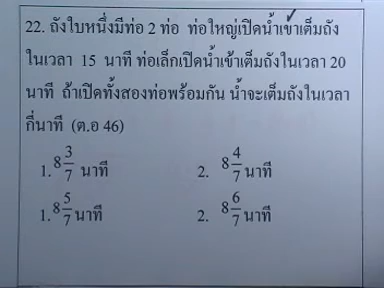 22. ถังใบหนึ่งมีท่อ 2 ท่อ ท่อใหญ่เปิดน้ำเข้าเต็มถัง
ในเวลา 15 นาที ท่อเล็กเปิดน้ำเข้าเต็มถังในเวลา 20
นาที ถ้าเปิดทั้งสองท่อพร้อมกัน น้ำจะเต็มถังในเวลา
กี่นาที (ต.อ 46)
1. 8 3/7 นาที 2. 8 4/7 นาที
1. 8 5/7 นาที 2. 8 6/7 นาที